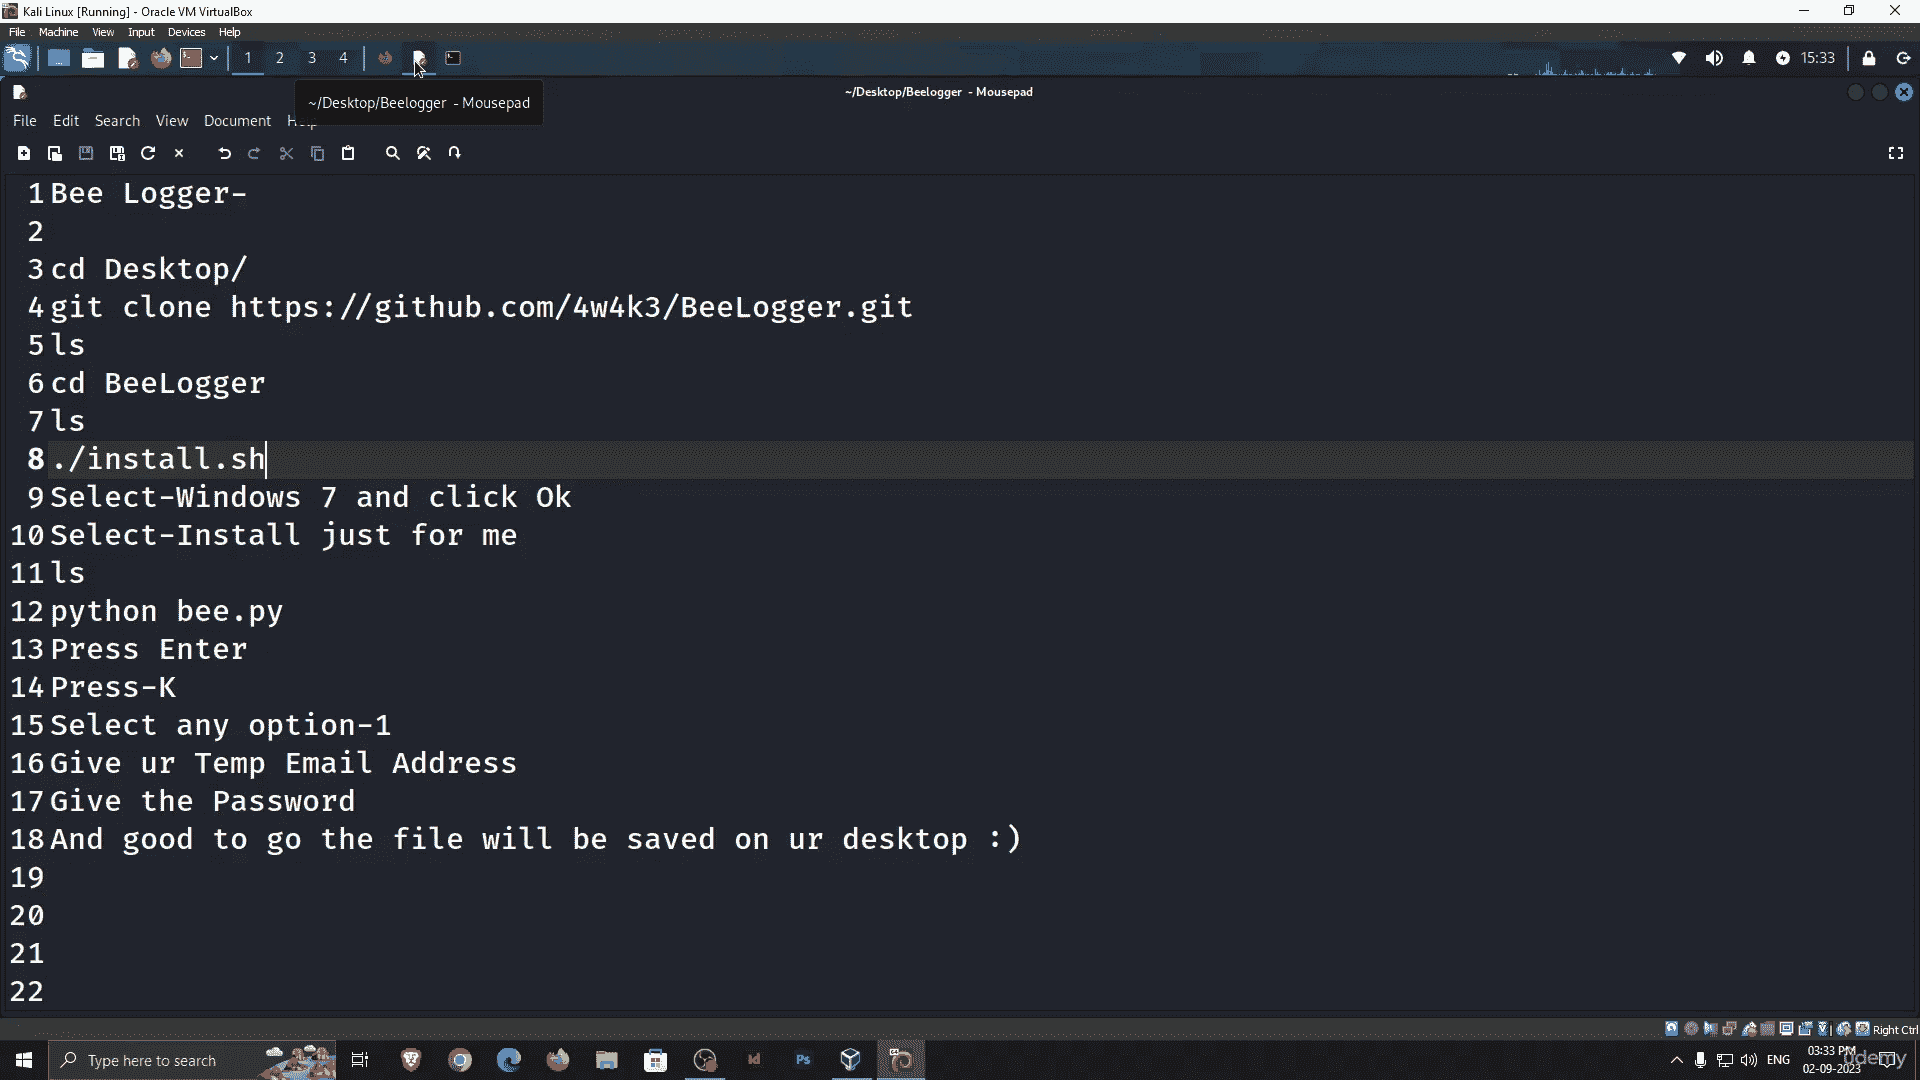 Kali Linux [Running] - Oracle VM VirtualBox
File Machine View Input Devices Help
1 2 3 4
15:33
~/Desktop/Beelogger - Mousepad
~/Desktop/Beelogger - Mousepad
File Edit Search View Document Help
1 Bee Logger-
2
3 cd Desktop/
4 git clone https://github.com/4w4k3/BeeLogger.git
5 ls
6 cd BeeLogger
7 ls
8 ./install.sh
9 Select-Windows 7 and click Ok
10 Select-Install just for me
11 ls
12 python bee.py
13 Press Enter
14 Press-K
15 Select any option-1
16 Give ur Temp Email Address
17 Give the Password
18 And good to go the file will be saved on ur desktop :)
19
20
21
22
Right Ctrl
Type here to search
Id
Ps
ENG
03:33 PM
02-09-2023
udemy